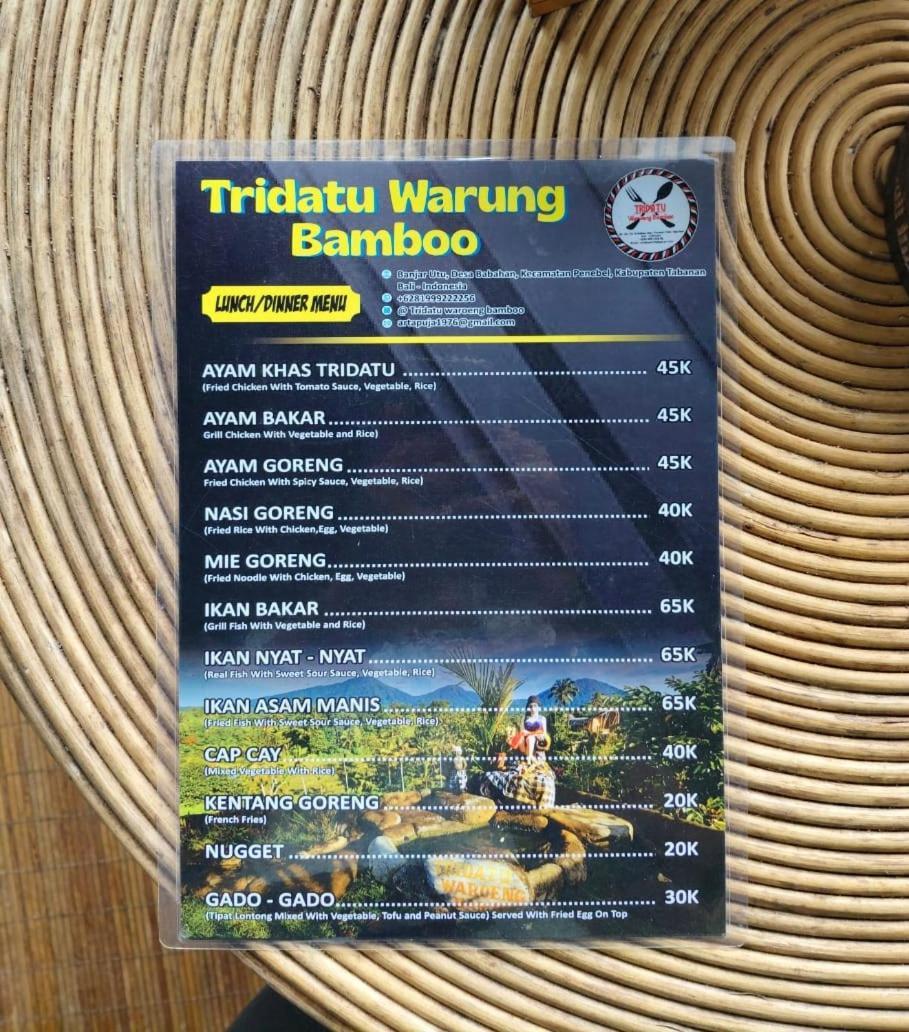 Tridatu Warung
Bamboo
TRIDATU
Banjar Utu, Desa Babahan, Kecamatan Penebel, Kabupaten Tabanan
Bali - Indonesia
+6281999222256
@ Tridatu waroeng bamboo
artapuja1976@gmail.com
LUNCH/DINNER MENU
AYAM KHAS TRIDATU ........ 45K
(Fried Chicken With Tomato Sauce, Vegetable, Rice)
AYAM BAKAR ........ 45K
Grill Chicken With Vegetable and Rice)
AYAM GORENG ........ 45K
Fried Chicken With Spicy Sauce, Vegetable, Rice)
NASI GORENG ........ 40K
(Fried Rice With Chicken,Egg, Vegetable)
MIE GORENG ........ 40K
(Fried Noodle With Chicken, Egg, Vegetable)
IKAN BAKAR ........ 65K
(Grill Fish With Vegetable and Rice)
IKAN NYAT - NYAT ........ 65K
(Real Fish With Sweet Sour Sauce, Vegetable, Rice)
IKAN ASAM MANIS ........ 65K
(Fried Fish With Sweet Sour Sauce, Vegetable, Rice)
CAP CAY ........ 40K
(Mixed Vegetable With Rice)
KENTANG GORENG ........ 20K
(French Fries)
NUGGET ........ 20K
WAROENG
GADO - GADO ........ 30K
(Tipat Lontong Mixed With Vegetable, Tofu and Peanut Sauce) Served With Fried Egg On Top